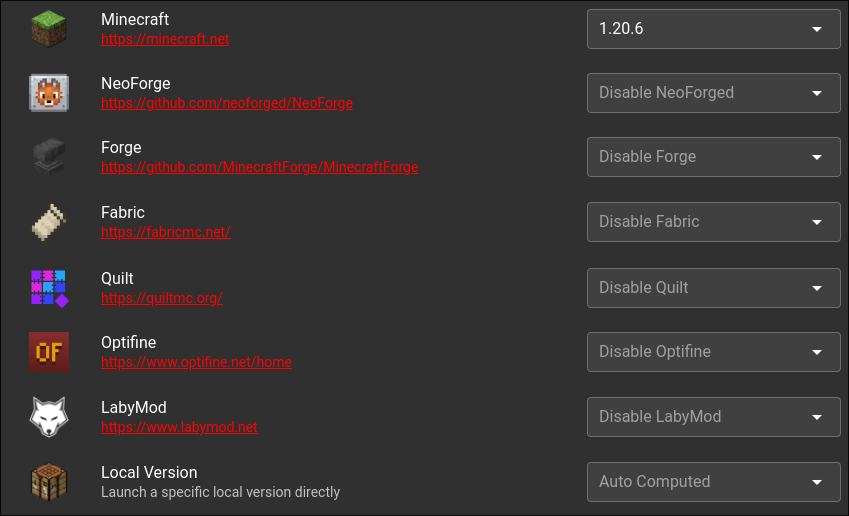 Minecraft
https://minecraft.net
1.20.6
NeoForge
https://github.com/neoforged/NeoForge
Disable NeoForged
Forge
https://github.com/MinecraftForge/MinecraftForge
Disable Forge
Fabric
https://fabricmc.net/
Disable Fabric
Quilt
https://quiltmc.org/
Disable Quilt
OF
Optifine
https://www.optifine.net/home
Disable Optifine
LabyMod
https://www.labymod.net
Disable LabyMod
Local Version
Launch a specific local version directly
Auto Computed